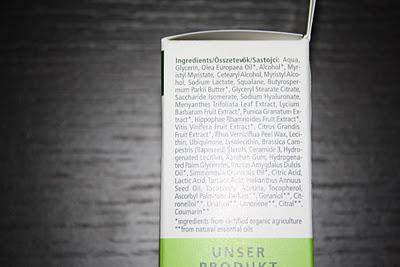 Ingredients/Összetevők/Sastojci: Aqua,
Glycerin, Olea Europaea Oil*, Alcohol*, Myr-
istyl Myristate, Cetearyl Alcohol, Myristyl Alco-
hol, Sodium Lactate, Squalane, Butyrosper-
mum Parkii Butter*, Glyceryl Stearate Citrate,
Saccharide Isomerate, Sodium Hyaluronate,
Menyanthes Trifoliata Leaf Extract, Lycium
Barbarum Fruit Extract*, Punica Granatum Ex-
tract*, Hippophae Rhamnoides Fruit Extract*,
Vitis Vinifera Fruit Extract*, Citrus Grandis
Fruit Extract*, Rhus Verniciflua Peel Wax, Leci-
thin, Ubiquinone, Lysolecithin, Brassica Cam-
pestris (Rapeseed) Sterols, Ceramide 3, Hydro-
genated Lecithin, Xanthan Gum, Hydrogena-
ted Palm Glycerides, Prunus Amygdalus Dulcis
Oil*, Simmondsia Chinensis Oil*, Citric Acid,
Lactic Acid, Tartaric Acid, Helianthus Annuus
Seed Oil, Tocopheryl Acetate, Tocopherol,
Ascorbyl Palmitate, Parfum**, Geraniol**, Cit-
ronellol**, Linalool**, Limonene**, Citral**,
Coumarin**
*ingredients from certified organic agriculture
**from natural essential oils
UNSER
PRODUKT